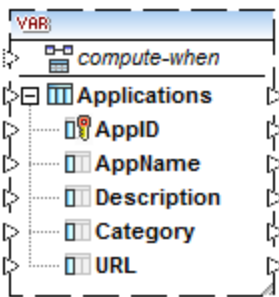 VAR
compute-when
Applications
AppID
AppName
Description
Category
URL